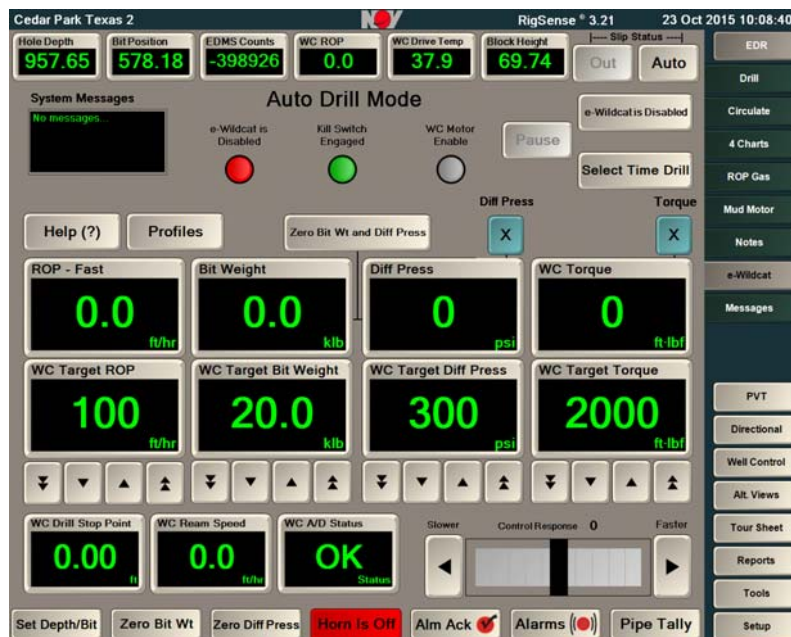 Cedar Park Texas 2 NOV RigSense ® 3.21 23 Oct 2015 10:08:40
Hole Depth Bit Position EDMS Counts WC ROP WC Drive Temp Block Height |---- Slip Status ----|
957.65 578.18 -398926 0.0 37.9 69.74 Out Auto
System Messages
No messages...
Auto Drill Mode
e-Wildcat is Disabled
Kill Switch Engaged
WC Motor Enable
Pause
e-Wildcat is Disabled
Select Time Drill
Diff Press Torque
Help (?) Profiles Zero Bit Wt and Diff Press X X
ROP - Fast Bit Weight Diff Press WC Torque
0.0 0.0 0 0
ft/hr klb psi ft-lbf
WC Target ROP WC Target Bit Weight WC Target Diff Press WC Target Torque
100 20.0 300 2000
ft/hr klb psi ft-lbf
WC Drill Stop Point WC Ream Speed WC A/D Status Slower Control Response 0 Faster
0.00 0.0 OK
ft ft/hr Status
Set Depth/Bit Zero Bit Wt Zero Diff Press Horn Is Off Alm Ack Alarms Pipe Tally
EDR
Drill
Circulate
4 Charts
ROP Gas
Mud Motor
Notes
e-Wildcat
Messages
PVT
Directional
Well Control
Alt. Views
Tour Sheet
Reports
Tools
Setup